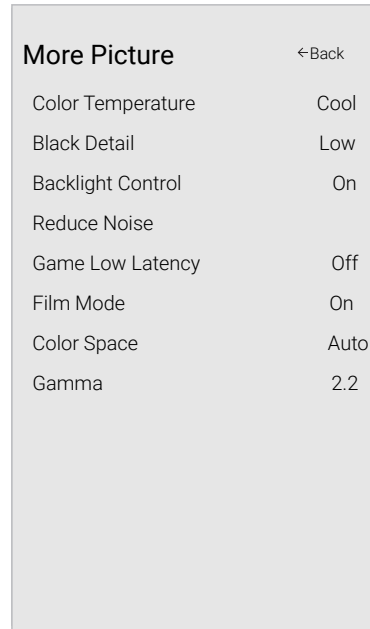 More Picture ←Back
Color Temperature Cool
Black Detail Low
Backlight Control On
Reduce Noise
Game Low Latency Off
Film Mode On
Color Space Auto
Gamma 2.2